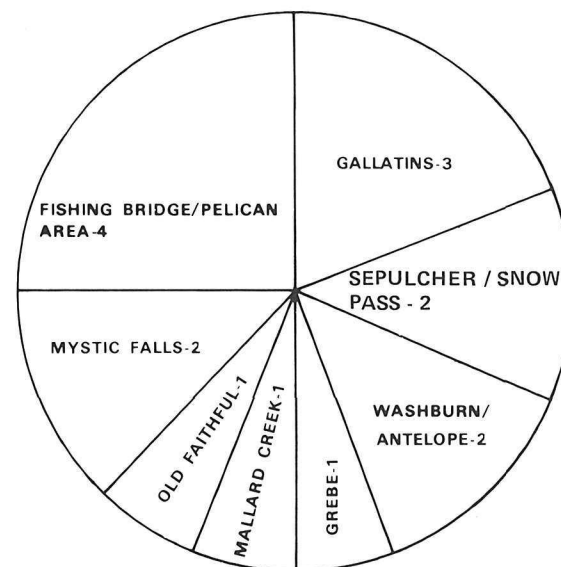 GALLATINS-3
FISHING BRIDGE/PELICAN
AREA-4
SEPULCHER / SNOW
PASS - 2
MYSTIC FALLS-2
WASHBURN/
ANTELOPE-2
OLD FAITHFUL-1
MALLARD CREEK-1
GREBE-1